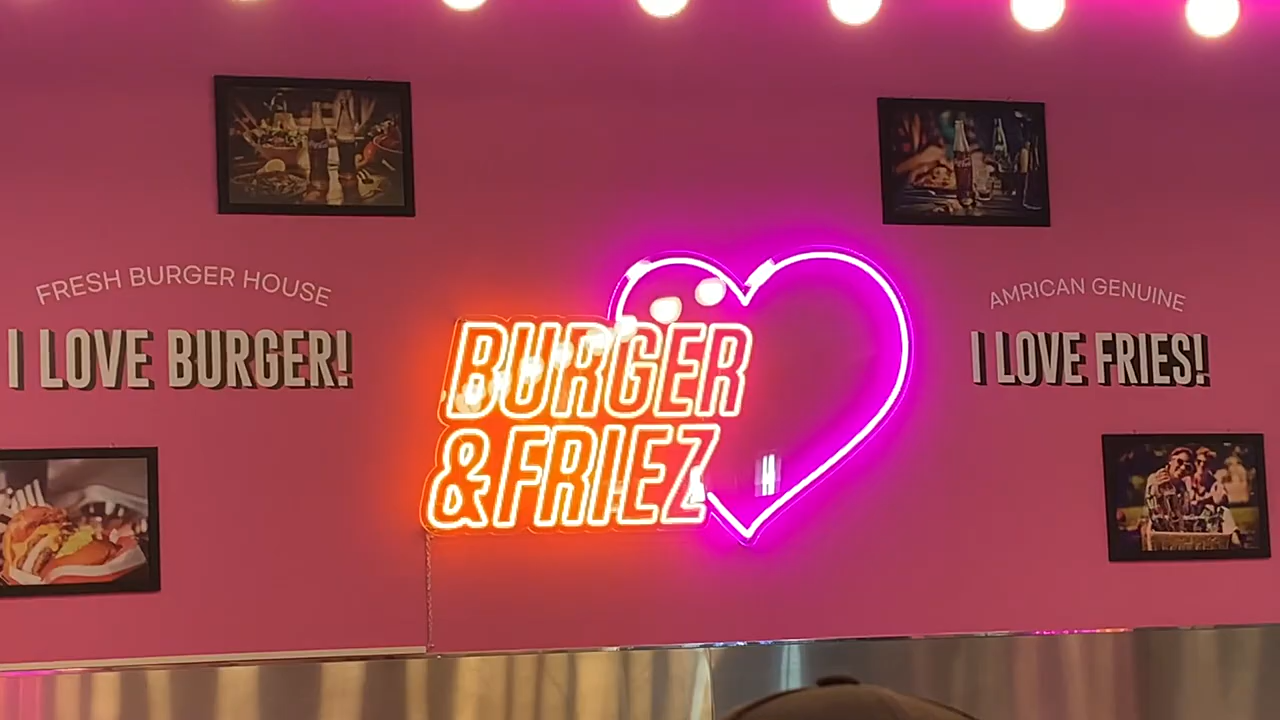 FRESH BURGER HOUSE
I LOVE BURGER!
BURGER
&FRIEZ
AMRICAN GENUINE
I LOVE FRIES!